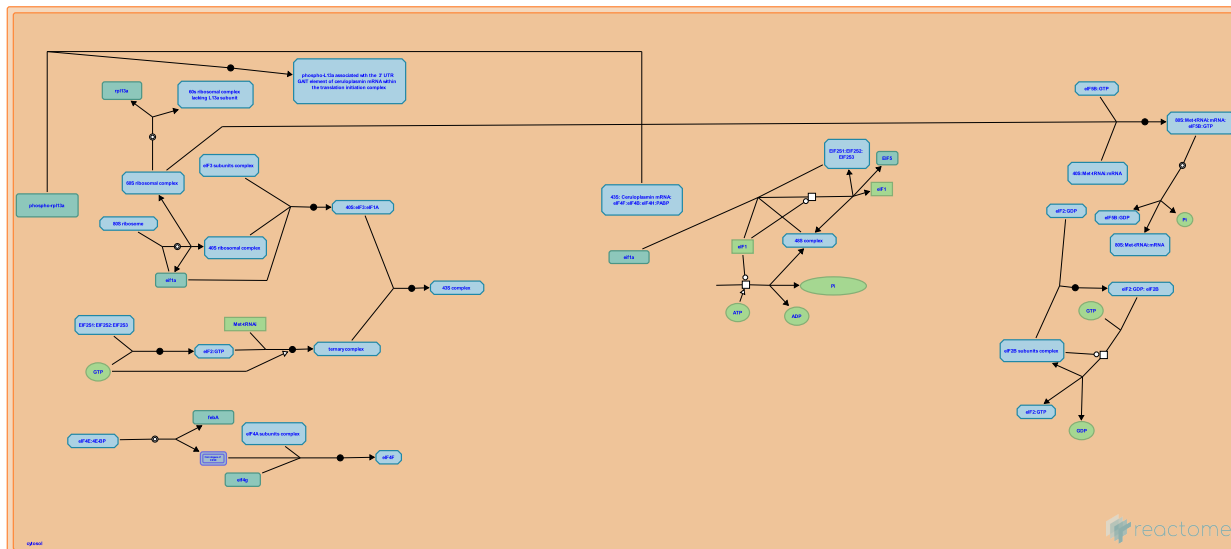 phospho-L13a associated wth the 3' UTR
GAIT element of ceruloplasmin mRNA within
the translation initiation complex
rpl13a
60s ribosomal complex
lacking L13a subunit
eIF3 subunits complex
60S ribosomal complex
phospho-rpl13a
80S ribosome
40S ribosomal complex
eif1a
40S:eIF3:eIF1A
43S complex
EIF2S1:EIF2S2:EIF2S3
Met-tRNAi
eIF2:GTP
ternary complex
GTP
eIF4E:4E-BP
eIF4A subunits complex
eIF4F
eif4g
43S: Ceruloplasmin mRNA:
eIF4F:eIF4B:eIF4H:PABP
EIF2S1:EIF2S2:
EIF2S3
EIF5
eIF1
eif1a
eIF1
48S complex
Pi
ATP
ADP
eIF5B:GTP
80S:Met-tRNAi:mRNA:
eIF5B:GTP
40S:Met-tRNAi:mRNA
eIF2:GDP
eIF5B:GDP
Pi
80S:Met-tRNAi:mRNA
eIF2:GDP: eIF2B
GTP
eIF2B subunits complex
eIF2:GTP
GDP
cytosol
reactome